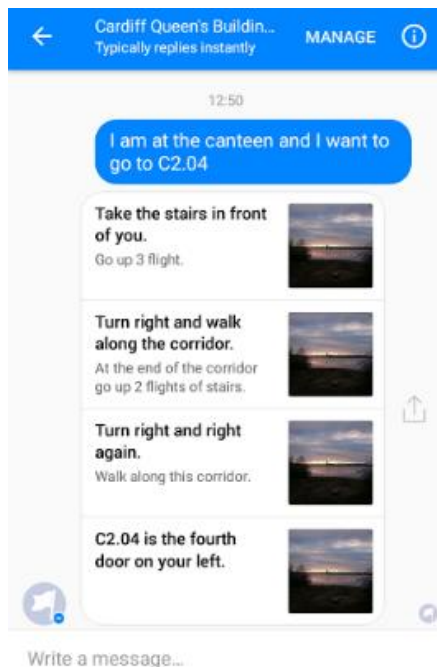 Cardiff Queen's Buildin...
Typically replies instantly
MANAGE
12:50
I am at the canteen and I want to
go to C2.04
Take the stairs in front
of you.
Go up 3 flight.
Turn right and walk
along the corridor.
At the end of the corridor
go up 2 flights of stairs.
Turn right and right
again.
Walk along this corridor.
C2.04 is the fourth
door on your left.
Write a message...